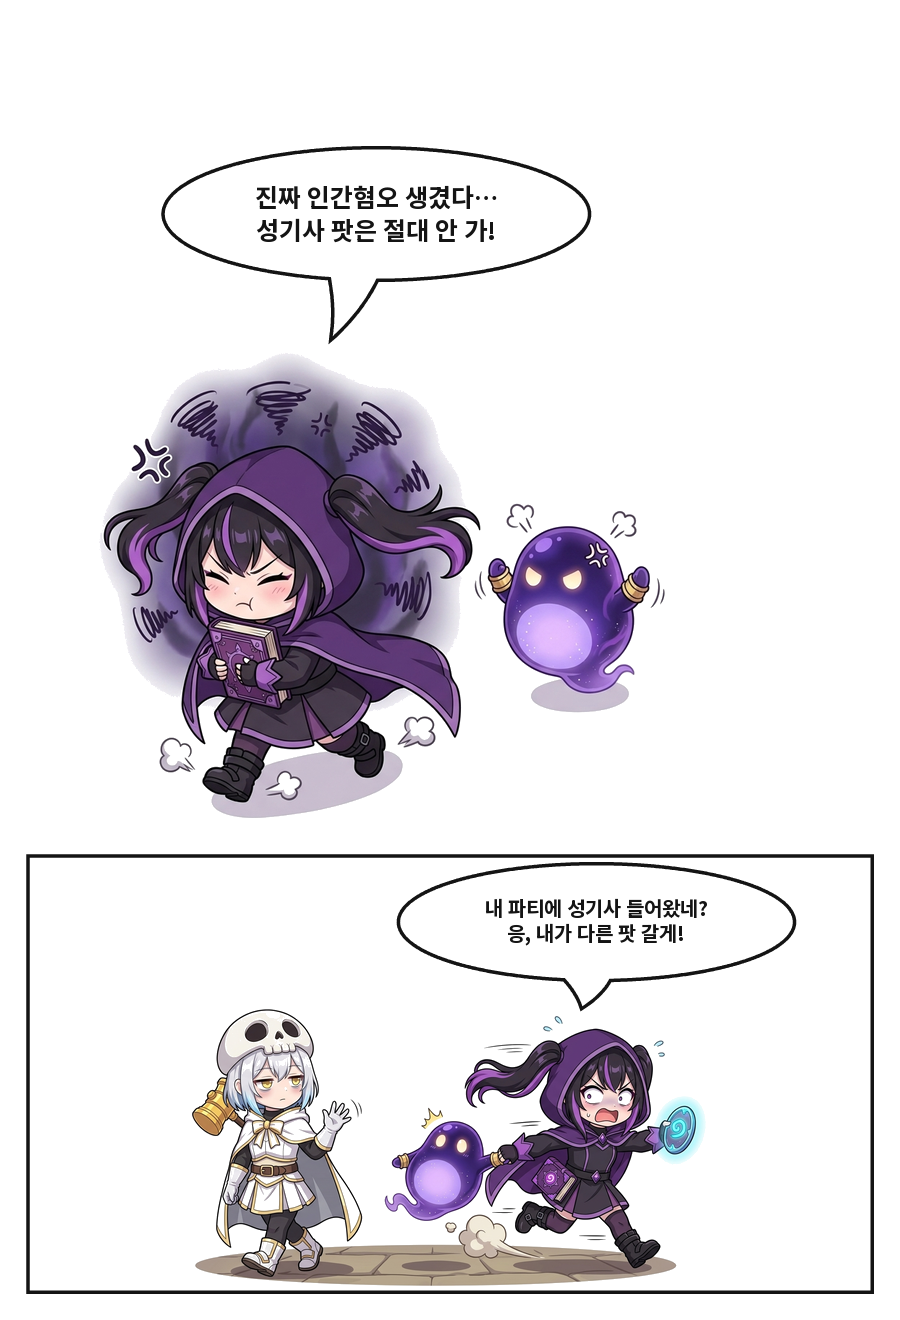 진짜 인간혐오 생겼다…
성기사 팟은 절대 안 가!
내 파티에 성기사 들어왔네?
응, 내가 다른 팟 갈게!